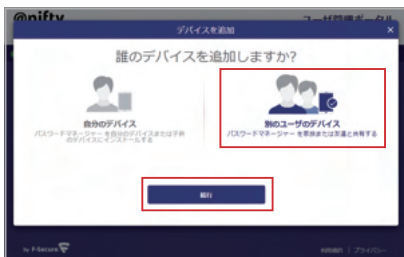 @nifty
ユーザ管理ポータル
デバイスを追加
×
誰のデバイスを追加しますか?
自分のデバイス
パスワードマネージャー を自分のデバイスまたは子供
のデバイスにインストールする
別のユーザのデバイス
パスワードマネージャー を家族または友達と共有する
続行
by F-Secure
利用規約 | プライバシー